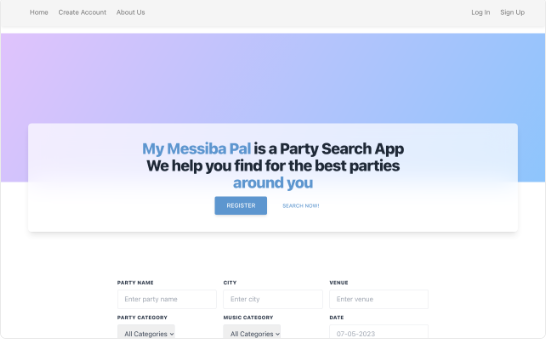 Home Create Account About Us Log In Sign Up
My Messiba Pal is a Party Search App
We help you find for the best parties
around you
REGISTER SEARCH NOW!
PARTY NAME CITY VENUE
Enter party name Enter city Enter venue
PARTY CATEGORY MUSIC CATEGORY DATE
All Categories All Categories 07-05-2023